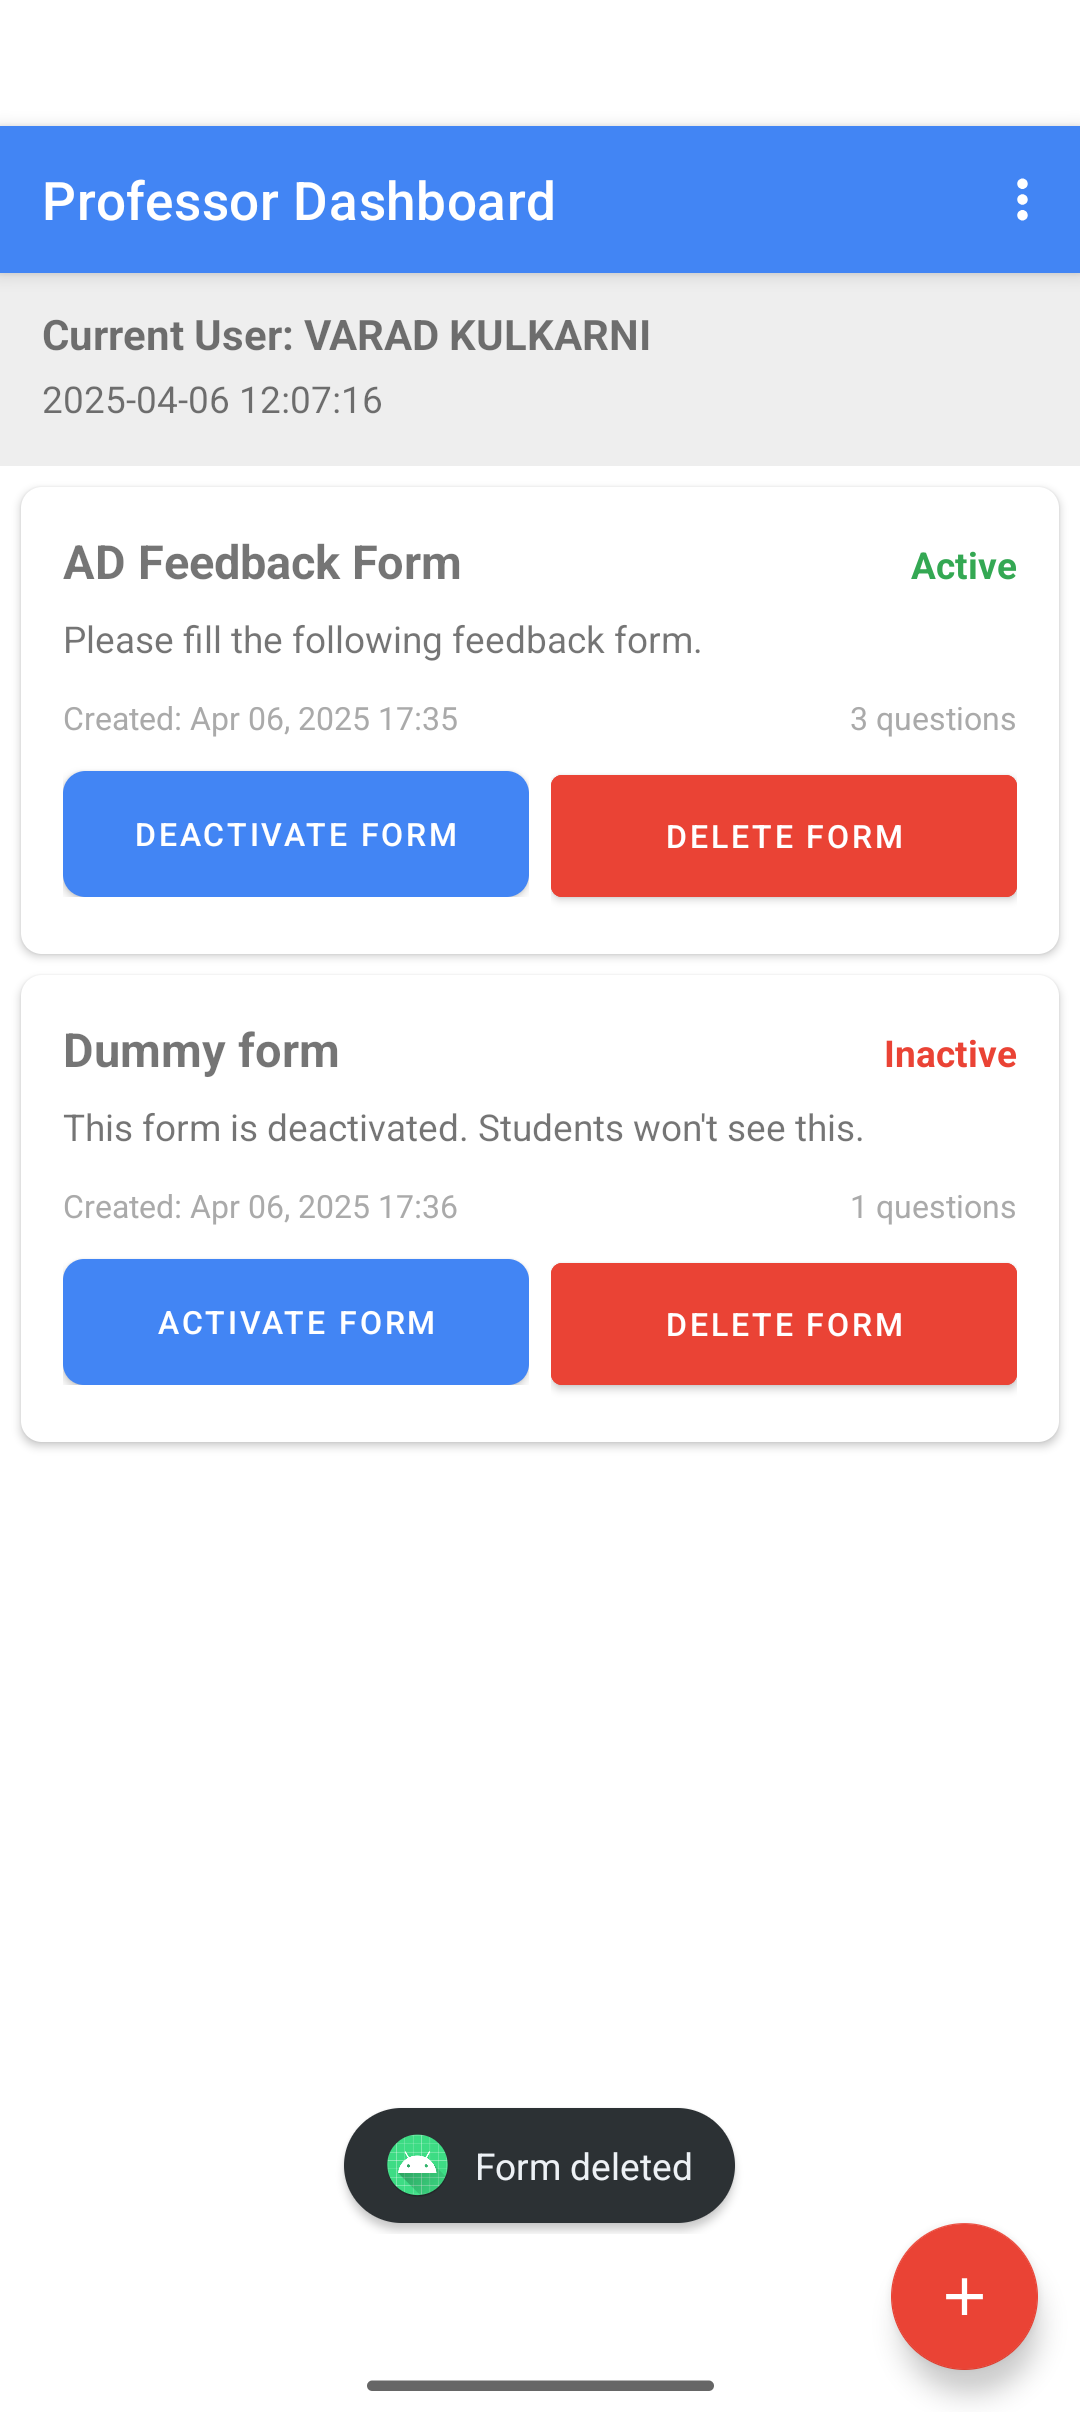 Professor Dashboard
Current User: VARAD KULKARNI
2025-04-06 12:07:16
AD Feedback Form
Active
Please fill the following feedback form.
Created: Apr 06, 2025 17:35
3 questions
DEACTIVATE FORM
DELETE FORM
Dummy form
Inactive
This form is deactivated. Students won't see this.
Created: Apr 06, 2025 17:36
1 questions
ACTIVATE FORM
DELETE FORM
Form deleted